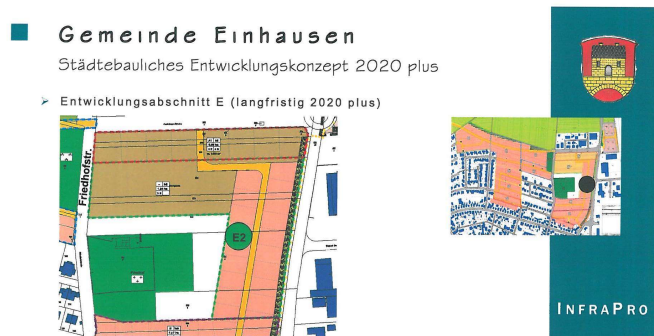 Gemeinde Einhausen
Städtebauliches Entwicklungskonzept 2020 plus
Entwicklungsabschnitt E (langfristig 2020 plus)
Friedhofstr.
E2
INFRAPRO